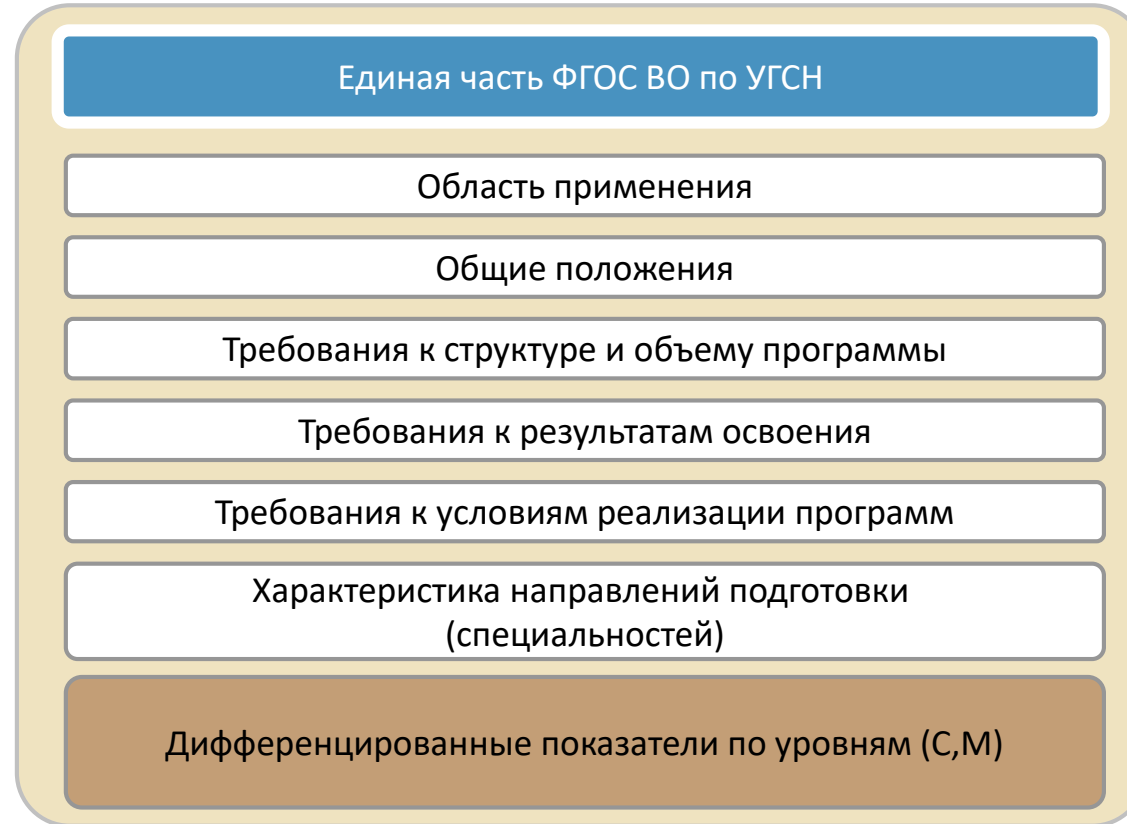 Единая часть ФГОС ВО по УГСН
Область применения
Общие положения
Требования к структуре и объему программы
Требования к результатам освоения
Требования к условиям реализации программ
Характеристика направлений подготовки
(специальностей)
Дифференцированные показатели по уровням (С,М)